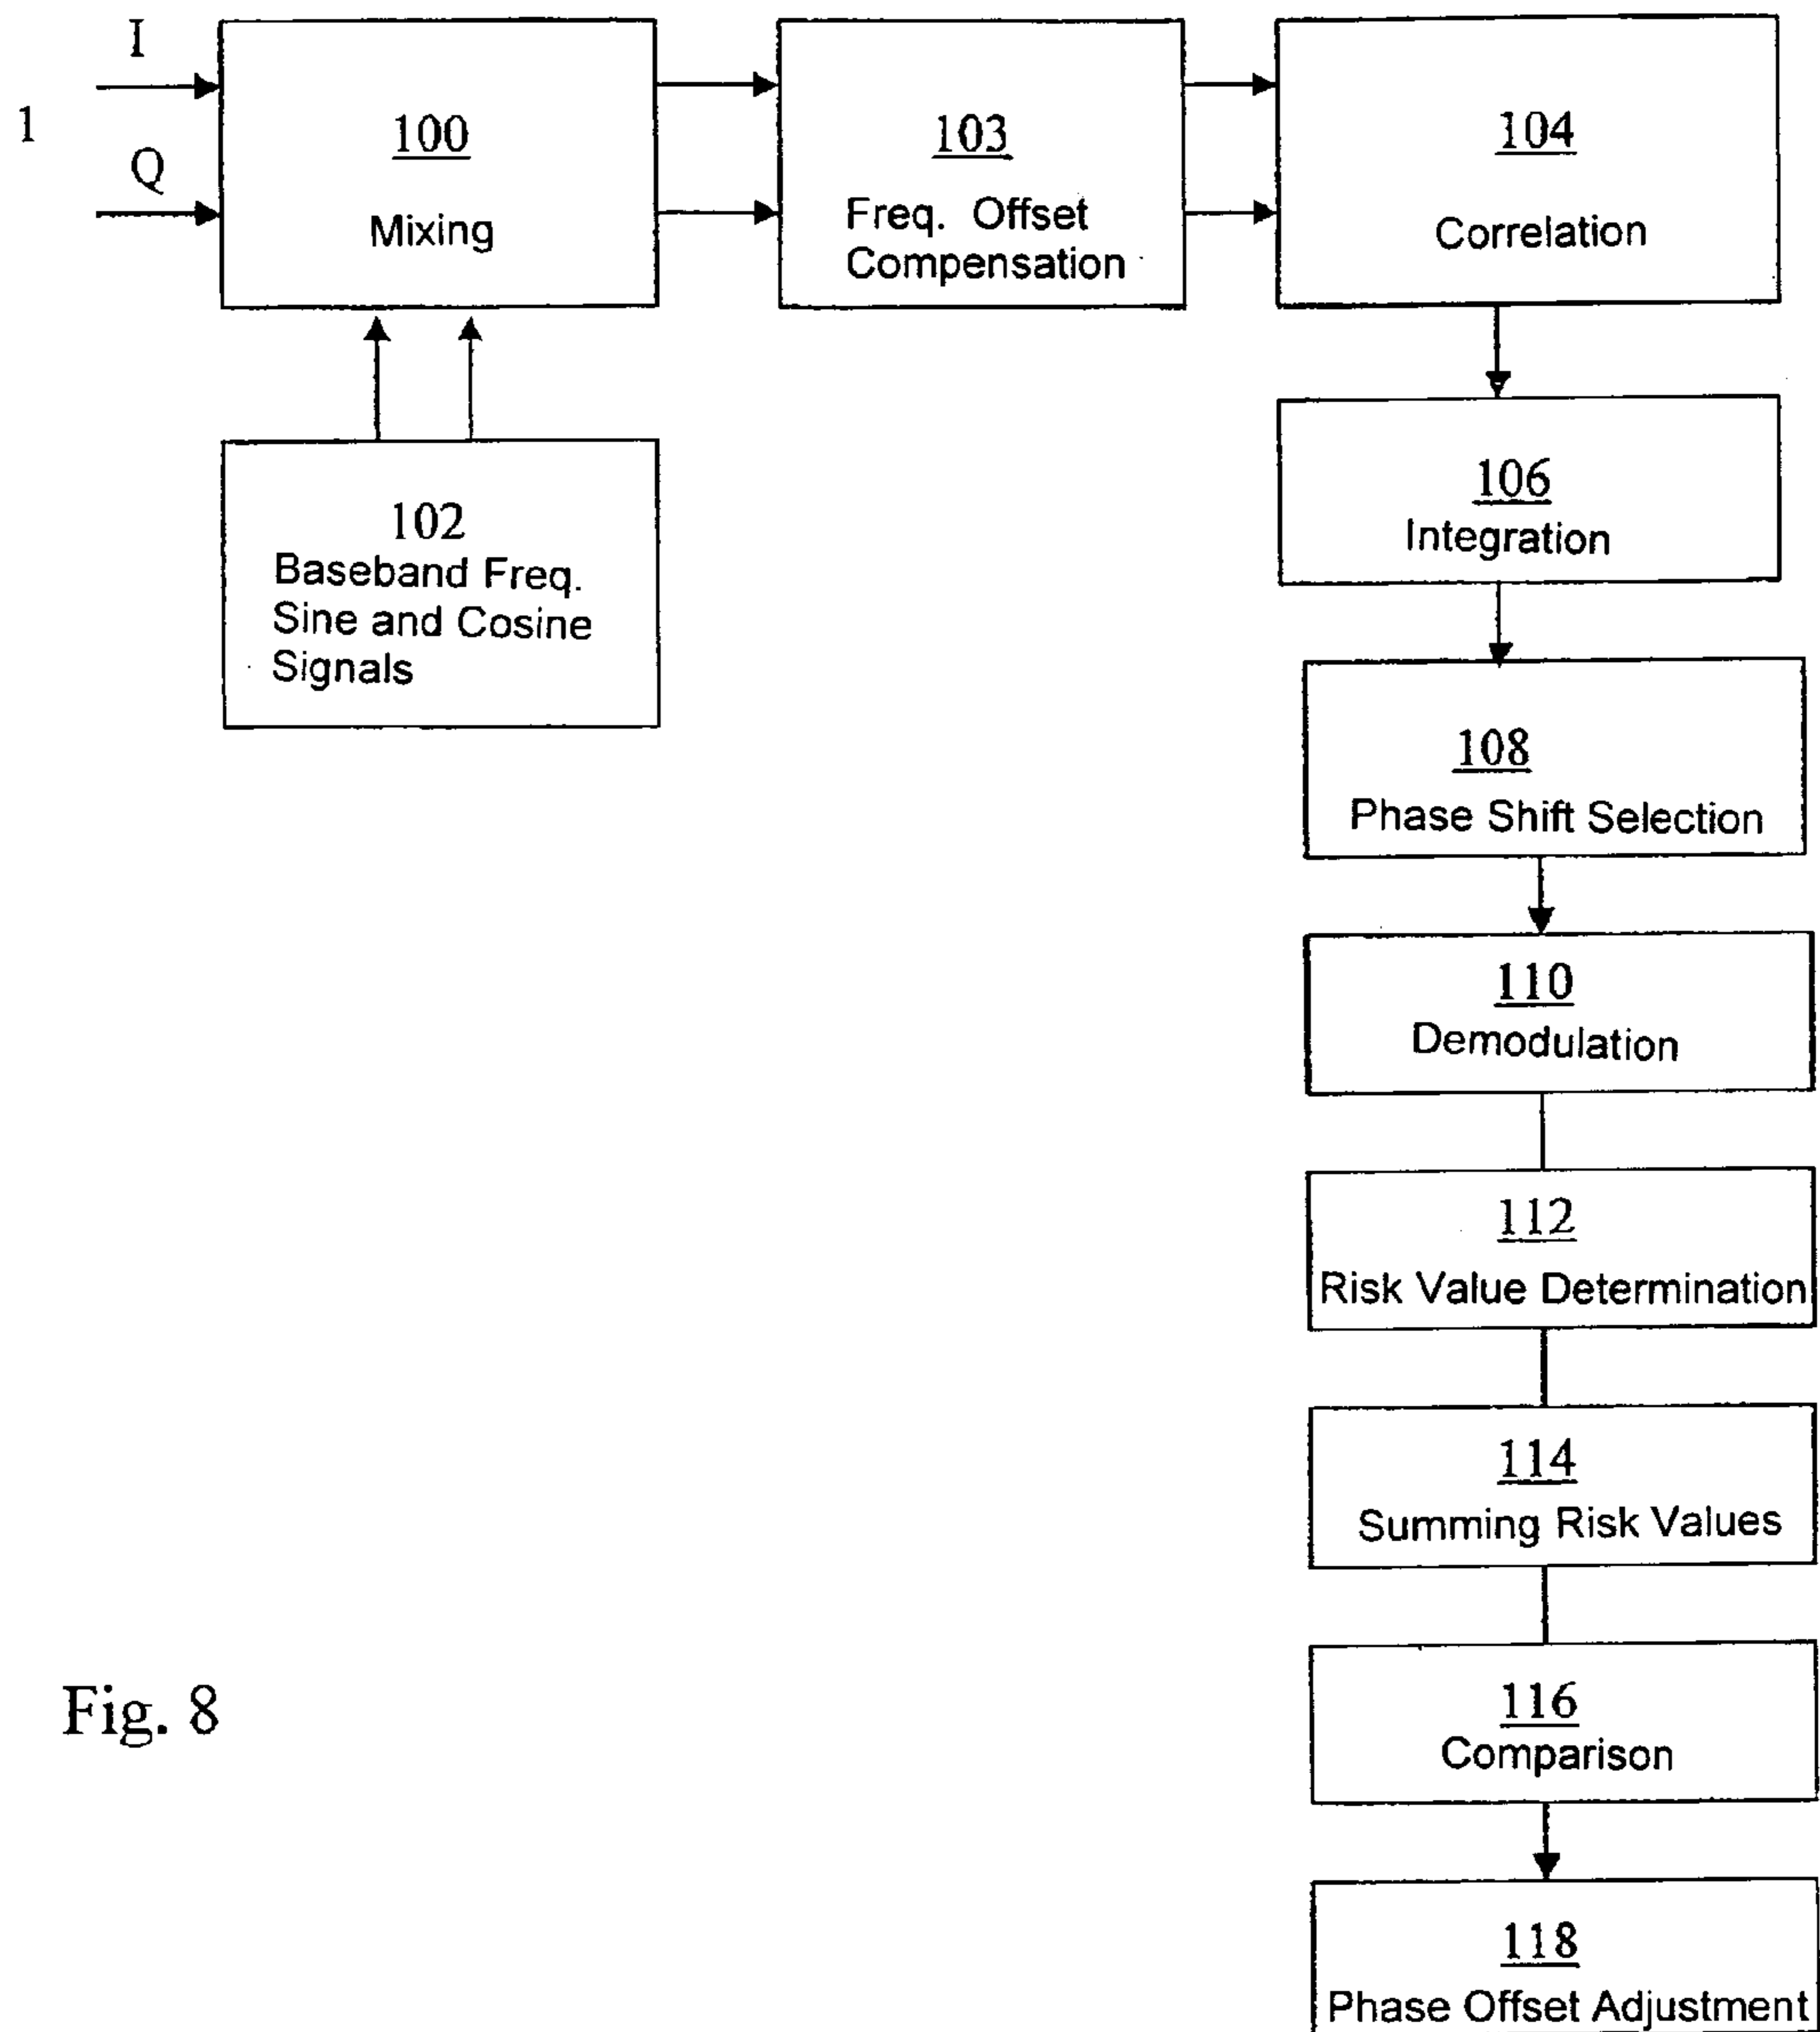 I
1
Q
100
Mixing
103
Freq. Offset
Compensation
104
Correlation
102
Baseband Freq.
Sine and Cosine
Signals
106
Integration
108
Phase Shift Selection
110
Demodulation
112
Risk Value Determination
114
Summing Risk Values
116
Comparison
118
Phase Offset Adjustment
Fig. 8